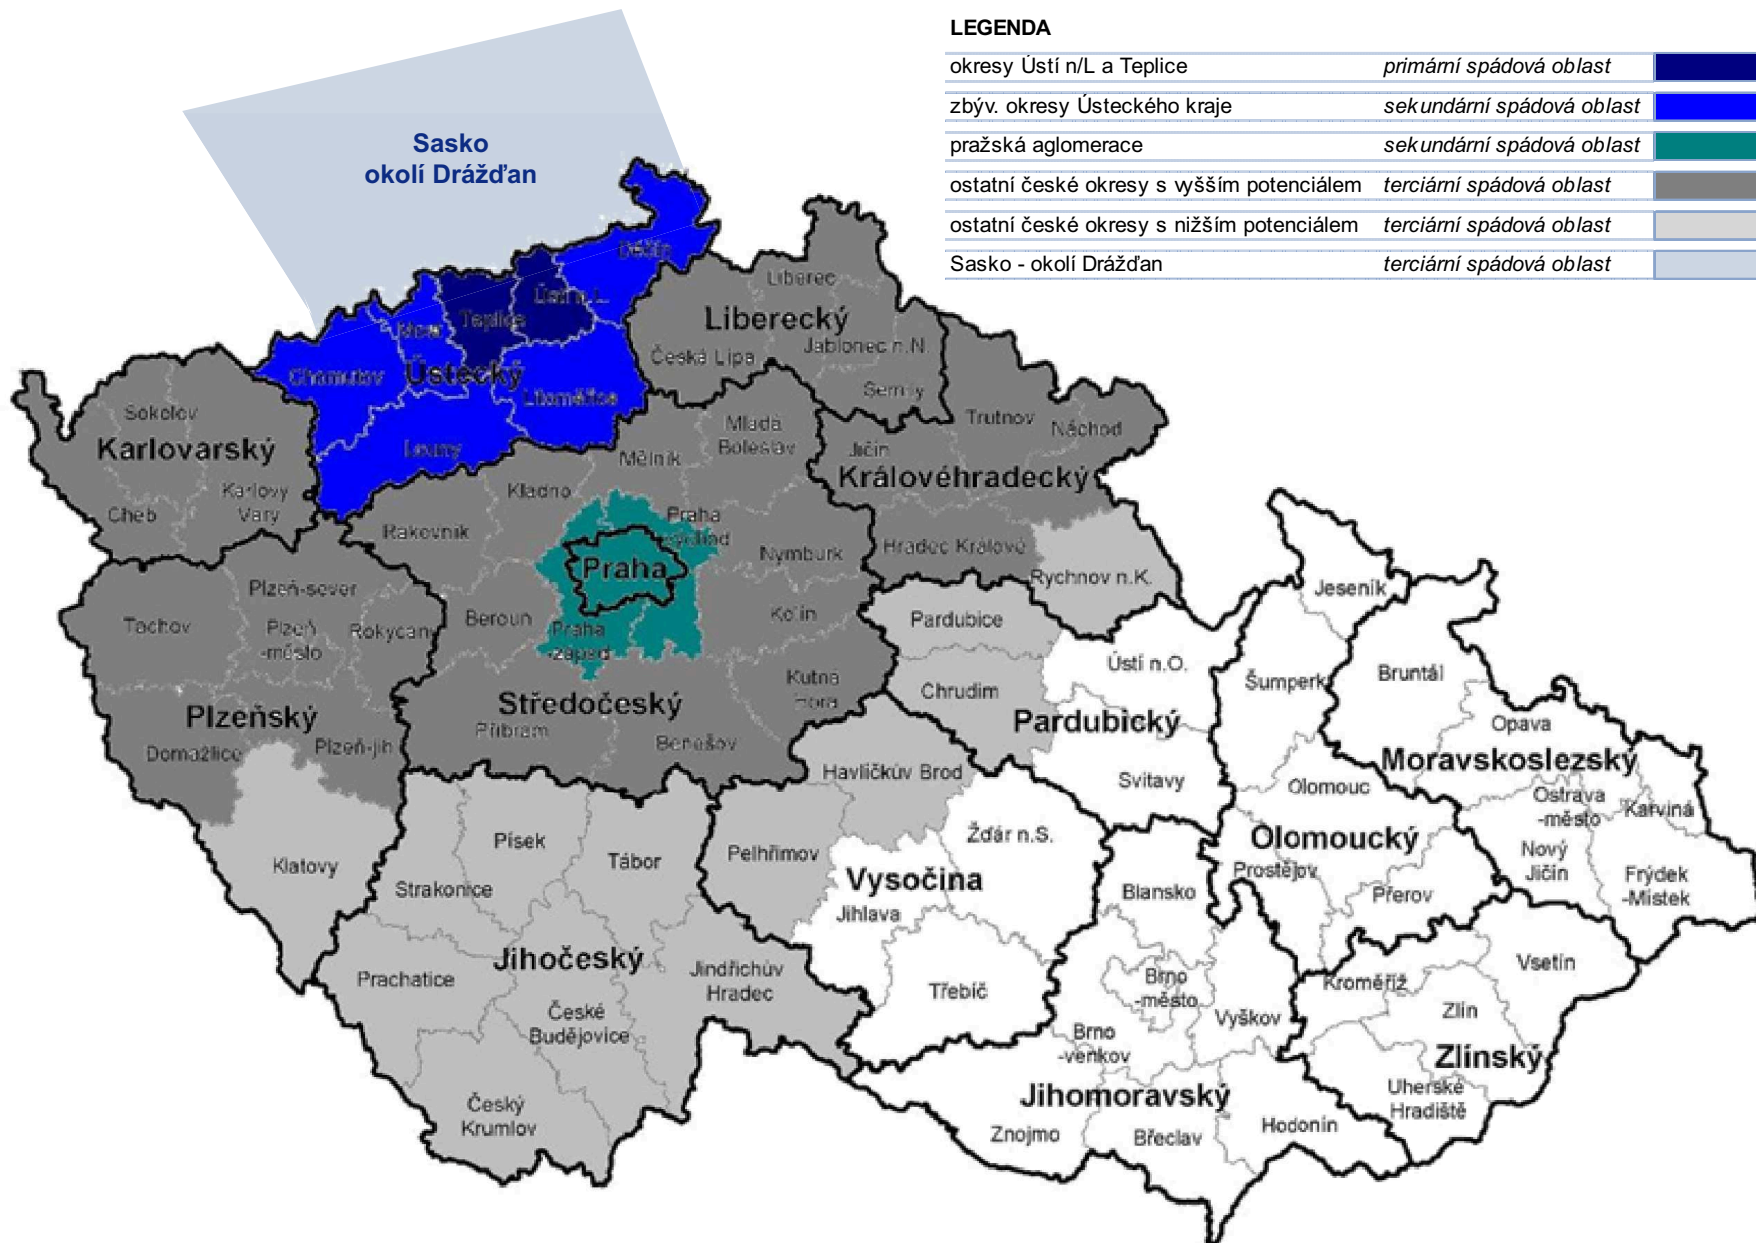 LEGENDA
okresy Ústí n/L a Teplice primární spádová oblast
zbýv. okresy Ústeckého kraje sekundární spádová oblast
pražská aglomerace sekundární spádová oblast
ostatní české okresy s vyšším potenciálem terciární spádová oblast
ostatní české okresy s nižším potenciálem terciární spádová oblast
Sasko - okolí Drážďan terciární spádová oblast
Sasko
okolí Drážďan
Děčín
Ústí n.L.
Teplice
Most
Chomutov
Ústecký
Litoměřice
Louny
Liberec
Liberecký
Česká Lípa
Jablonec n.N.
Semily
Sokolov
Karlovarský
Karlovy
Vary
Cheb
Trutnov
Náchod
Jičín
Královéhradecký
Hradec Králové
Rychnov n.K.
Mladá
Boleslav
Mělník
Kladno
Rakovník
Praha
-východ
Nymburk
Praha
Beroun
Praha
-západ
Kolín
Kutná
Hora
Středočeský
Příbram
Benešov
Plzeň-sever
Tachov
Plzeň
-město
Rokycany
Plzeňský
Domažlice
Plzeň-jih
Klatovy
Pardubice
Ústí n.O.
Chrudim
Pardubický
Svitavy
Havlíčkův Brod
Pelhřimov
Žďár n.S.
Vysočina
Jihlava
Třebíč
Písek
Tábor
Strakonice
Jihočeský
Prachatice
Jindřichův
Hradec
České
Budějovice
Český
Krumlov
Jeseník
Šumperk
Olomouc
Olomoucký
Prostějov
Přerov
Bruntál
Opava
Moravskoslezský
Ostrava
-město
Karviná
Nový
Jičín
Frýdek
-Místek
Blansko
Brno
-město
Vyškov
Brno
-venkov
Jihomoravský
Znojmo
Břeclav
Hodonín
Kroměříž
Vsetín
Zlín
Zlínský
Uherské
Hradiště